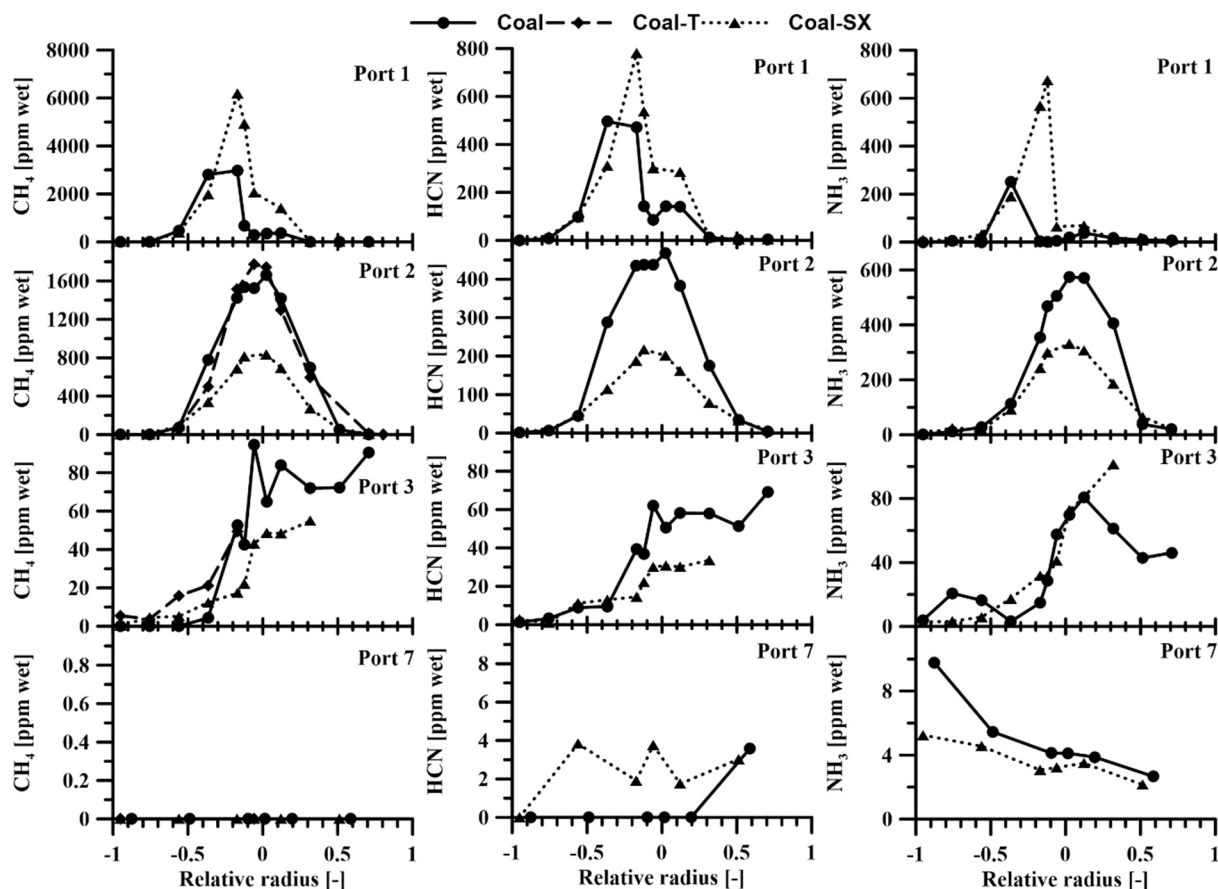 Coal Coal-T Coal-SX
8000 800 800
Port 1 Port 1 Port 1
6000 600 600
CH4 [ppm wet] HCN [ppm wet] NH3 [ppm wet]
4000 400 400
2000 200 200
0 0 0
Port 2 Port 2 Port 2
1600 400 600
1200 300 400
CH4 [ppm wet] HCN [ppm wet] NH3 [ppm wet]
800 200 200
400 100
0 0 0
Port 3 Port 3 Port 3
80 80 80
60 60
CH4 [ppm wet] HCN [ppm wet] NH3 [ppm wet]
40 40 40
20 20
0 0 0
Port 7 Port 7 Port 7
0.8 8 8
0.6 6
CH4 [ppm wet] HCN [ppm wet] NH3 [ppm wet]
0.4 4 4
0.2 2
0 0 0
-1 -0.5 0 0.5 1 -1 -0.5 0 0.5 1 -1 -0.5 0 0.5 1
Relative radius [-] Relative radius [-] Relative radius [-]